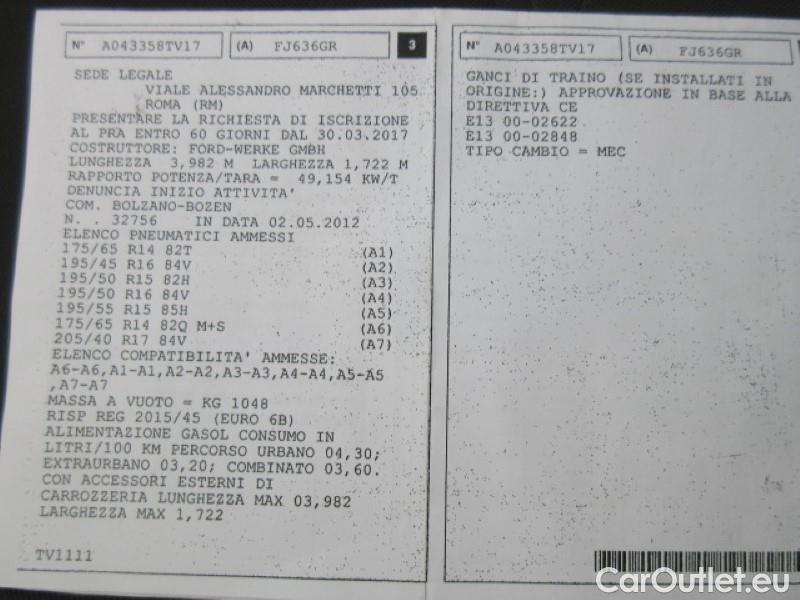 N° A043358TV17 (A) FJ636GR 3
SEDE LEGALE
VIALE ALESSANDRO MARCHETTI 105
ROMA (RM)
PRESENTARE LA RICHIESTA DI ISCRIZIONE
AL PRA ENTRO 60 GIORNI DAL 30.03.2017
COSTRUTTORE: FORD-WERKE GMBH
LUNGHEZZA 3,982 M LARGHEZZA 1,722 M
RAPPORTO POTENZA/TARA = 49,154 KW/T
DENUNCIA INIZIO ATTIVITA'
COM. BOLZANO-BOZEN
N. . 32756 IN DATA 02.05.2012
ELENCO PNEUMATICI AMMESSI
175/65 R14 82T (A1)
195/45 R16 84V (A2)
195/50 R15 82H (A3)
195/50 R16 84V (A4)
195/55 R15 85H (A5)
175/65 R14 82Q M+S (A6)
205/40 R17 84V (A7)
ELENCO COMPATIBILITA' AMMESSE:
A6-A6,A1-A1,A2-A2,A3-A3,A4-A4,A5-A5
,A7-A7
MASSA A VUOTO = KG 1048
RISP REG 2015/45 (EURO 6B)
ALIMENTAZIONE GASOL CONSUMO IN
LITRI/100 KM PERCORSO URBANO 04,30;
EXTRAURBANO 03,20; COMBINATO 03,60.
CON ACCESSORI ESTERNI DI
CARROZZERIA LUNGHEZZA MAX 03,982
LARGHEZZA MAX 1,722
TV1111
N° A043358TV17 (A) FJ636GR
GANCI DI TRAINO (SE INSTALLATI IN
ORIGINE:) APPROVAZIONE IN BASE ALLA
DIRETTIVA CE
E13 00-02622
E13 00-02848
TIPO CAMBIO = MEC
CarOutlet.eu